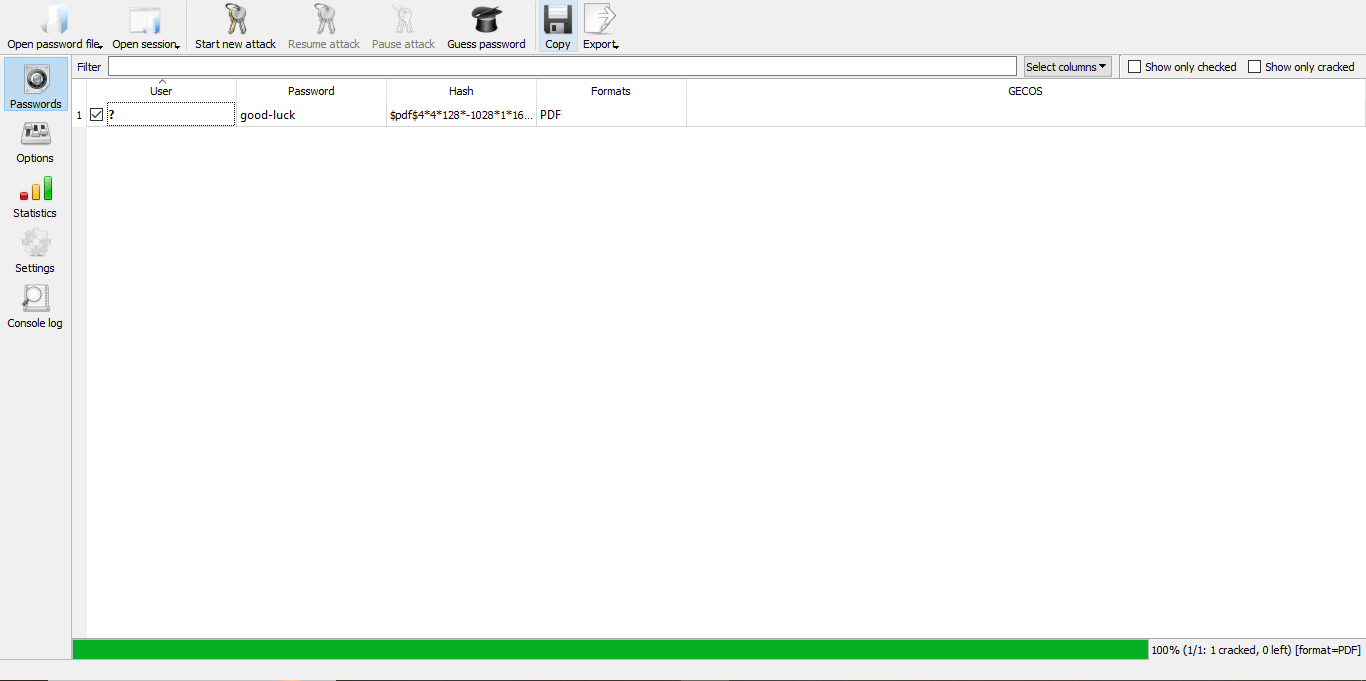 Open password file Open session Start new attack Resume attack Pause attack Guess password Copy Export
Filter Select columns Show only checked Show only cracked
Passwords
Options
Statistics
Settings
Console log
User Password Hash Formats GECOS
1 ? good-luck $pdf$4*4*128*-1028*1*16... PDF
100% (1/1: 1 cracked, 0 left) [format=PDF]